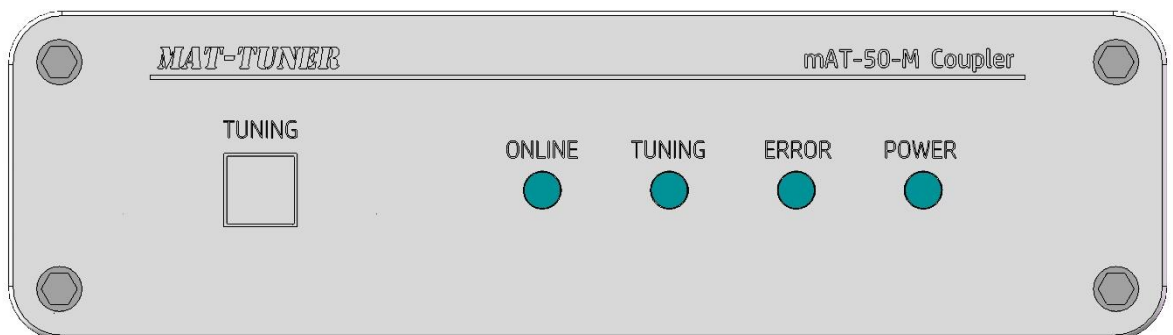 MAT-TUNER
mAT-50-M Coupler
TUNING
ONLINE TUNING ERROR POWER